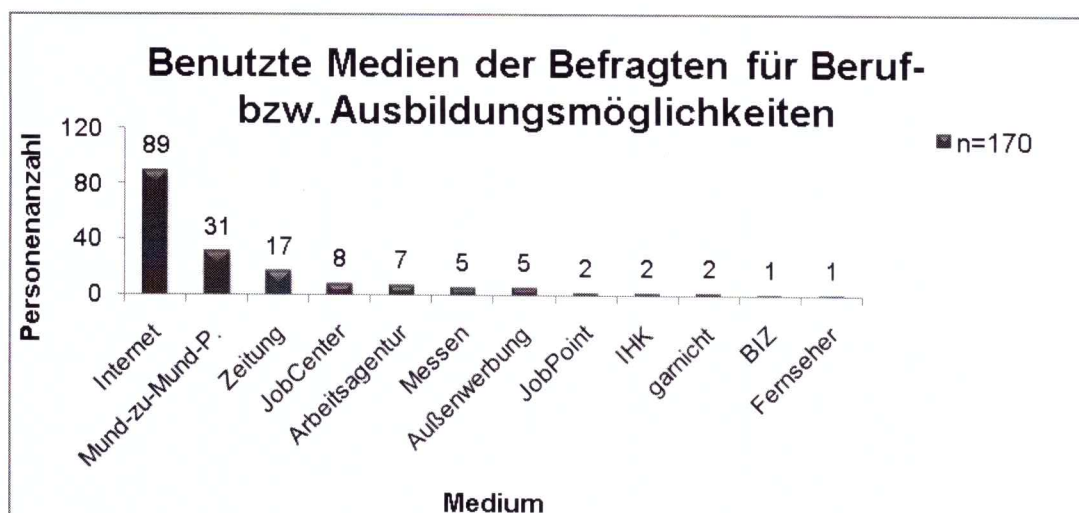 Benutzte Medien der Befragten für Beruf-
bzw. Ausbildungsmöglichkeiten
n=170
Personenanzahl
120
80
40
0
89
31
17
8
7
5
5
2
2
2
1
1
Internet
Mund-zu-Mund-P.
Zeitung
JobCenter
Arbeitsagentur
Messen
Außenwerbung
JobPoint
IHK
garnicht
BIZ
Fernseher
Medium